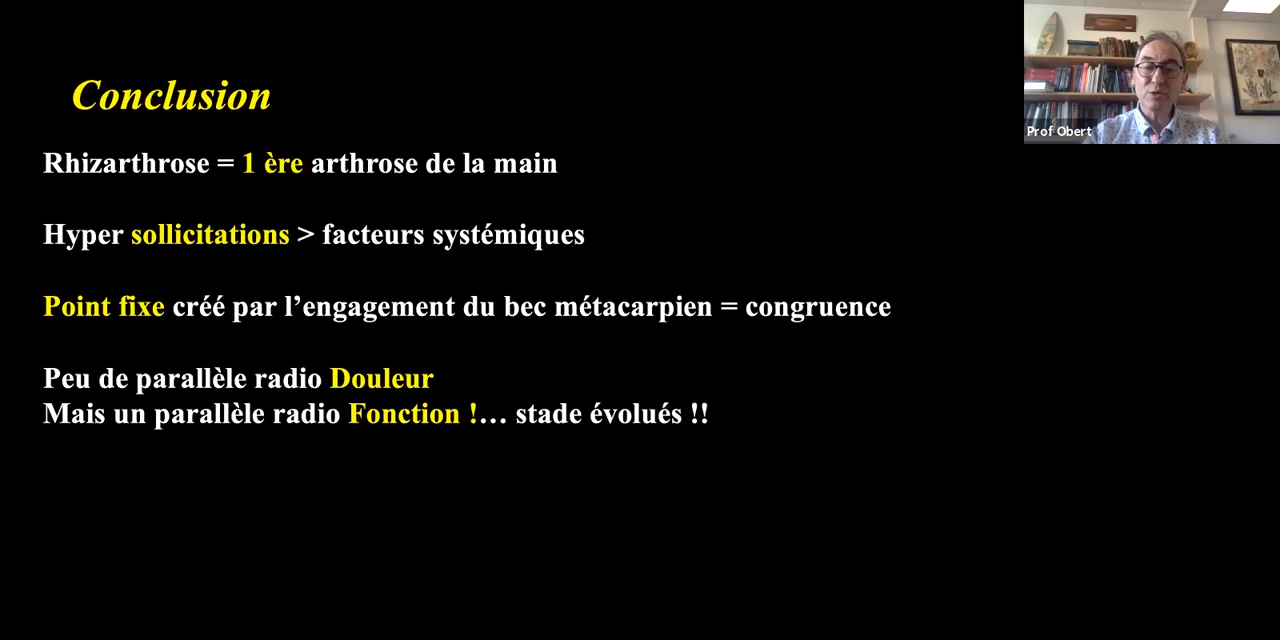 Conclusion
Rhizarthrose = 1 ère arthrose de la main
Hyper sollicitations > facteurs systémiques
Point fixe créé par l’engagement du bec métacarpien = congruence
Peu de parallèle radio Douleur
Mais un parallèle radio Fonction !… stade évolués !!
Prof Obert